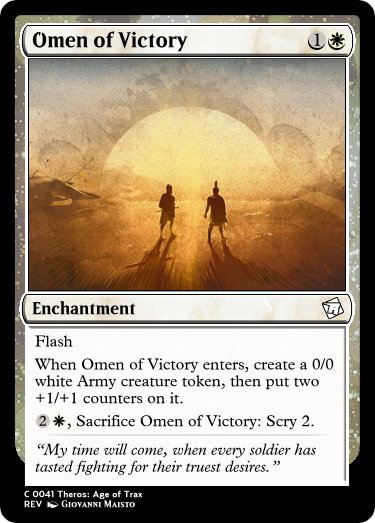 Omen of Victory 1
Enchantment
Flash
When Omen of Victory enters, create a 0/0
white Army creature token, then put two
+1/+1 counters on it.
2, Sacrifice Omen of Victory: Scry 2.
“My time will come, when every soldier has
tasted fighting for their truest desires.”
C 0041 Theros: Age of Trax
REV Giovanni Maisto